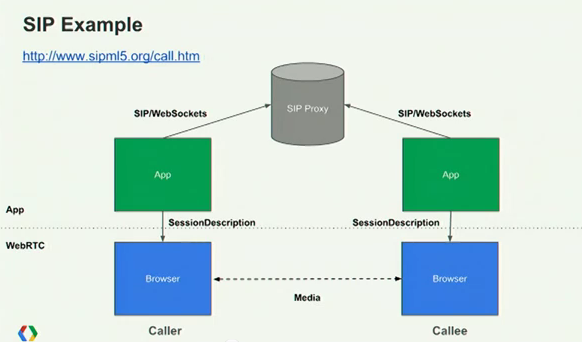 SIP Example
http://www.sipml5.org/call.htm
SIP Proxy
SIP/WebSockets
SIP/WebSockets
App
App
App
SessionDescription
SessionDescription
WebRTC
Browser
Browser
Media
Caller
Callee